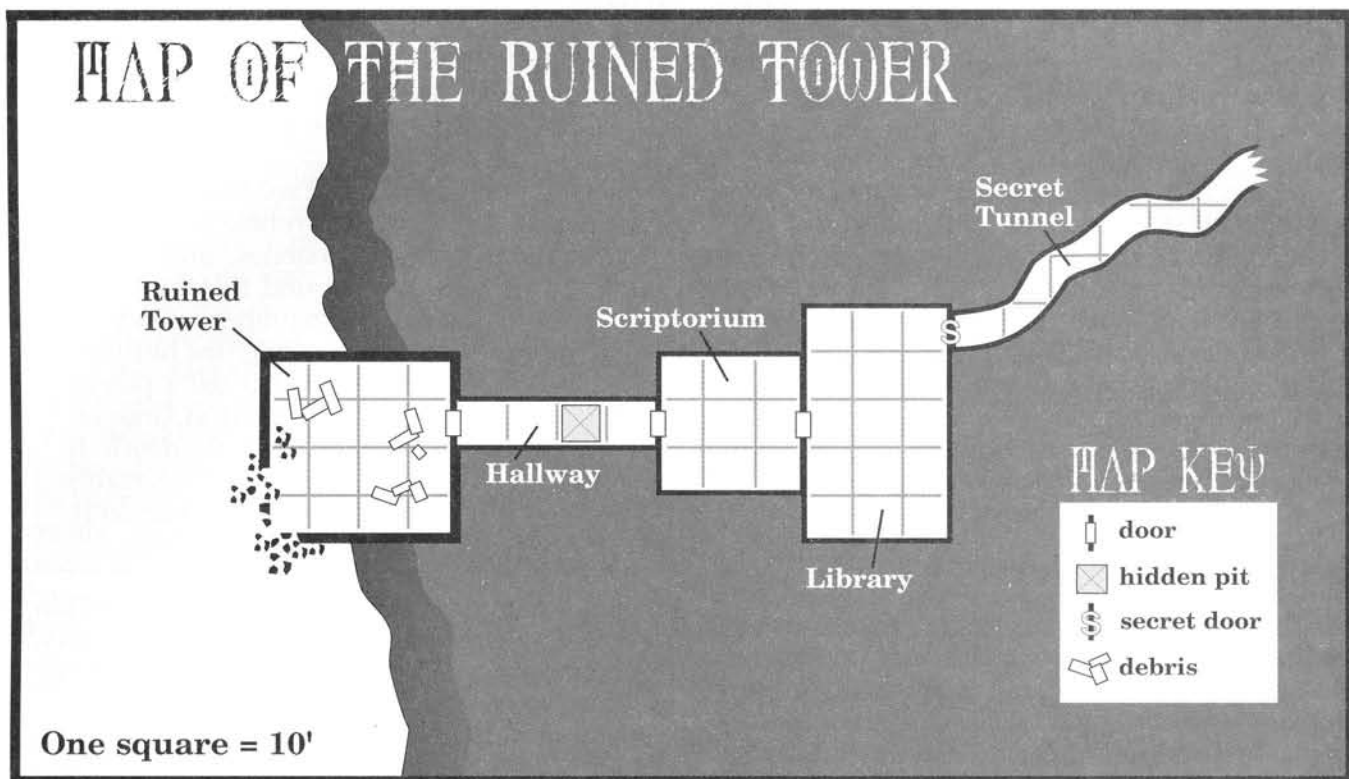 MAP OF THE RUINED TOWER
Secret
Tunnel
Ruined
Tower
Scriptorium
S
Hallway
Library
MAP KEY
door
hidden pit
S secret door
debris
One square = 10'